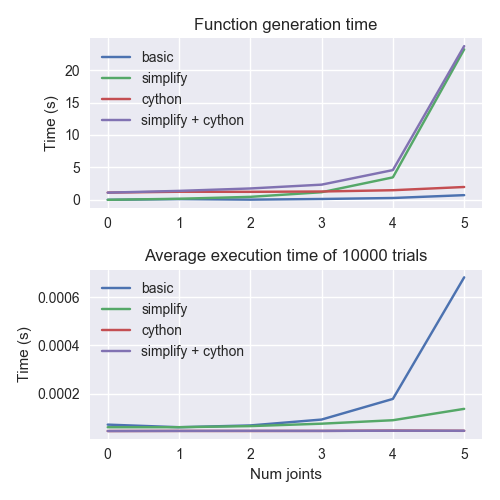 Function generation time
Time (s)
20
15
10
5
0
basic
simplify
cython
simplify + cython
0 1 2 3 4 5
Average execution time of 10000 trials
Time (s)
0.0006
0.0004
0.0002
basic
simplify
cython
simplify + cython
0 1 2 3 4 5
Num joints